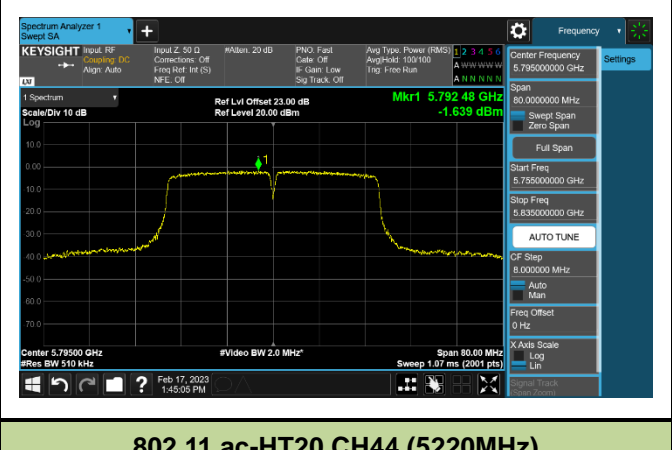 Spectrum Analyzer 1
Swept SA
Frequency
KEYSIGHT
Input: RF
Coupling: DC
Align: Auto
Input Z: 50 Ω
Corrections: Off
Freq Ref: Int (S)
NFE: Off
#Atten: 20 dB
PNO: Fast
Gate: Off
IF Gain: Low
Sig Track: Off
Avg Type: Power (RMS)
Avg|Hold: 100/100
Trig: Free Run
1 2 3 4 5 6
A W W W W W
A N N N N N
LXI
1 Spectrum
Scale/Div 10 dB
Log
Ref Lvl Offset 23.00 dB
Ref Level 20.00 dBm
Mkr1 5.792 48 GHz
-1.639 dBm
1
10.0
0.00
10.0
20.0
30.0
40.0
-50.0
60.0
70.0
Center 5.79500 GHz
#Res BW 510 kHz
#Video BW 2.0 MHz*
Span 80.00 MHz
Sweep 1.07 ms (2001 pts)
?
Feb 17, 2023
1:45:05 PM
Center Frequency
5.795000000 GHz
Span
80.0000000 MHz
Swept Span
Zero Span
Full Span
Start Freq
5.755000000 GHz
Stop Freq
5.835000000 GHz
AUTO TUNE
CF Step
8.000000 MHz
Auto
Man
Freq Offset
0 Hz
X Axis Scale
Log
Lin
Signal Track
(Span Zoom)
Settings
802.11 ac-HT20 CH44 (5220MHz)